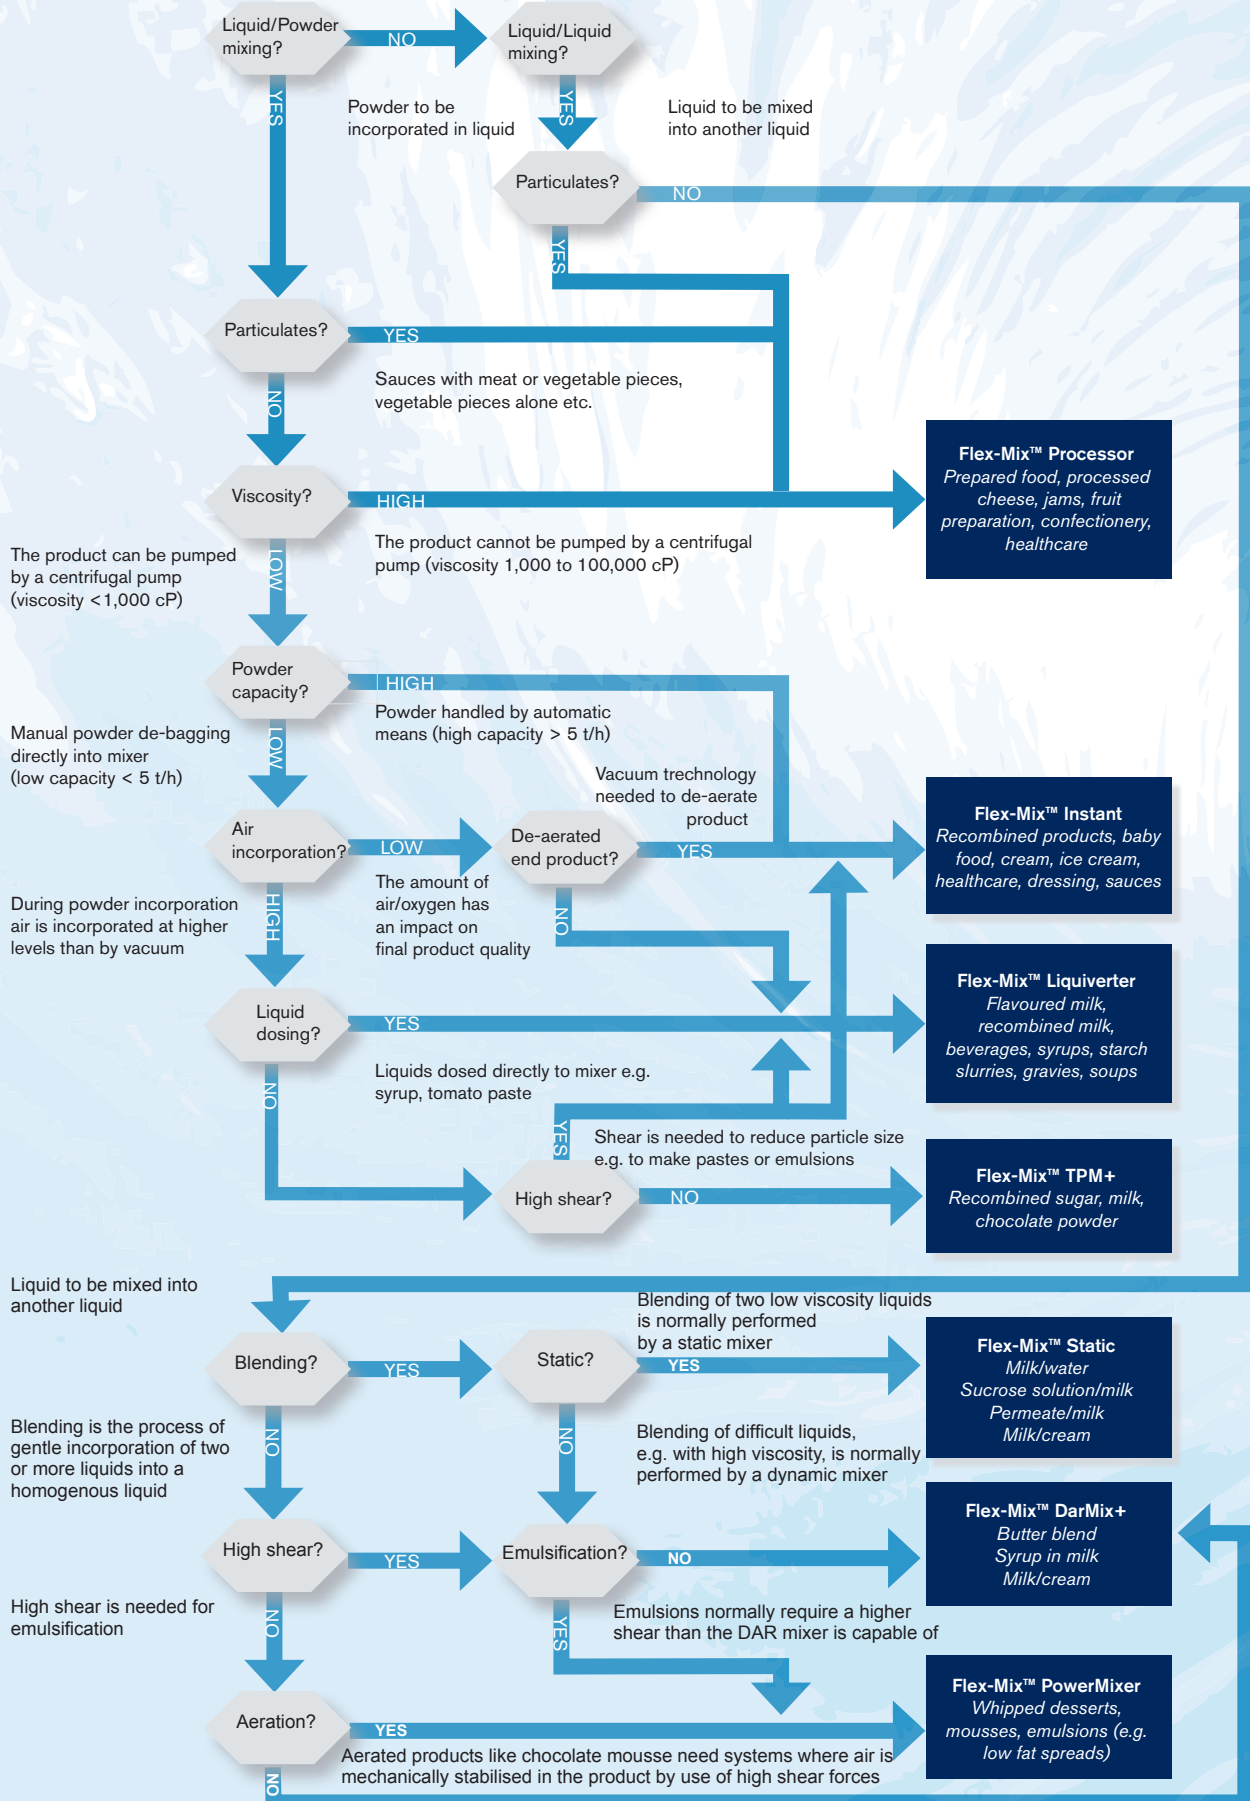 Liquid/Powder
mixing?
NO
Liquid/Liquid
mixing?
YES
Powder to be
incorporated in liquid
YES
Liquid to be mixed
into another liquid
Particulates?
NO
YES
Particulates?
YES
Sauces with meat or vegetable pieces,
vegetable pieces alone etc.
NO
Viscosity?
HIGH
Flex-Mix™ Processor
Prepared food, processed
cheese, jams, fruit
preparation, confectionery,
healthcare
The product can be pumped
by a centrifugal pump
(viscosity <1,000 cP)
LOW
The product cannot be pumped by a centrifugal
pump (viscosity 1,000 to 100,000 cP)
Powder
capacity?
HIGH
Manual powder de-bagging
directly into mixer
(low capacity < 5 t/h)
LOW
Powder handled by automatic
means (high capacity > 5 t/h)
Vacuum trechnology
needed to de-aerate
product
Air
incorporation?
LOW
De-aerated
end product?
YES
Flex-Mix™ Instant
Recombined products, baby
food, cream, ice cream,
healthcare, dressing, sauces
During powder incorporation
air is incorporated at higher
levels than by vacuum
HIGH
The amount of
air/oxygen has
an impact on
final product quality
NO
Liquid
dosing?
YES
Flex-Mix™ Liquiverter
Flavoured milk,
recombined milk,
beverages, syrups, starch
slurries, gravies, soups
NO
Liquids dosed directly to mixer e.g.
syrup, tomato paste
YES
Shear is needed to reduce particle size
e.g. to make pastes or emulsions
High shear?
NO
Flex-Mix™ TPM+
Recombined sugar, milk,
chocolate powder
Liquid to be mixed into
another liquid
Blending of two low viscosity liquids
is normally performed
by a static mixer
Blending?
YES
Static?
YES
Flex-Mix™ Static
Milk/water
Sucrose solution/milk
Permeate/milk
Milk/cream
Blending is the process of
gentle incorporation of two
or more liquids into a
homogenous liquid
NO
NO
Blending of difficult liquids,
e.g. with high viscosity, is normally
performed by a dynamic mixer
High shear?
YES
Emulsification?
NO
Flex-Mix™ DarMix+
Butter blend
Syrup in milk
Milk/cream
High shear is needed for
emulsification
NO
YES
Emulsions normally require a higher
shear than the DAR mixer is capable of
Aeration?
YES
Flex-Mix™ PowerMixer
Whipped desserts,
mousses, emulsions (e.g.
low fat spreads)
Aerated products like chocolate mousse need systems where air is
mechanically stabilised in the product by use of high shear forces
NO